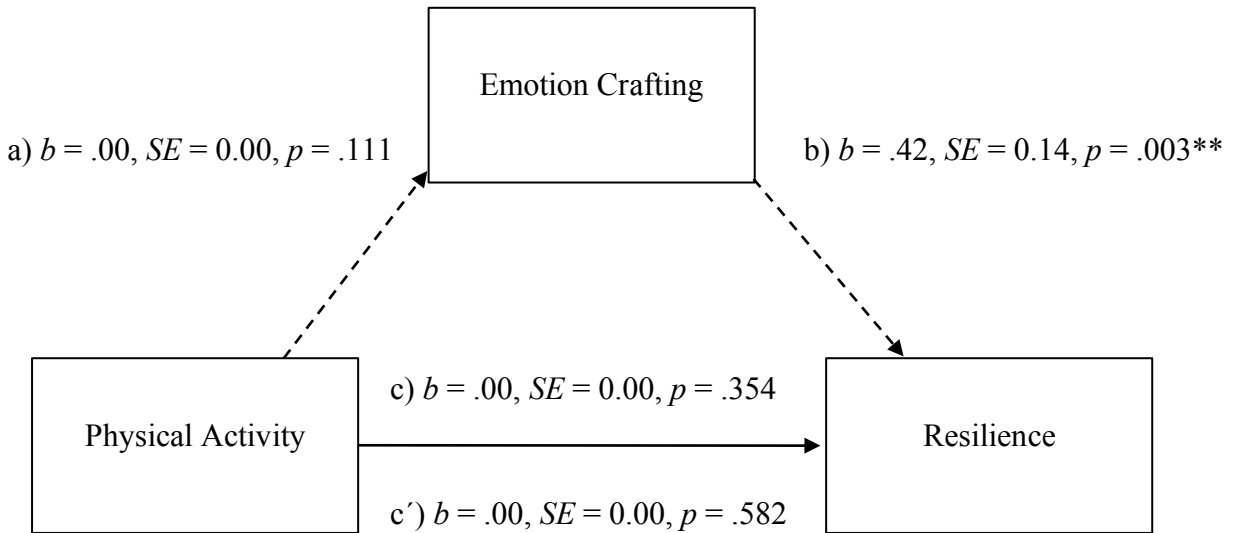 Emotion Crafting
a) b = .00, SE = 0.00, p = .111
b) b = .42, SE = 0.14, p = .003**
c) b = .00, SE = 0.00, p = .354
Physical Activity
Resilience
c´) b = .00, SE = 0.00, p = .582